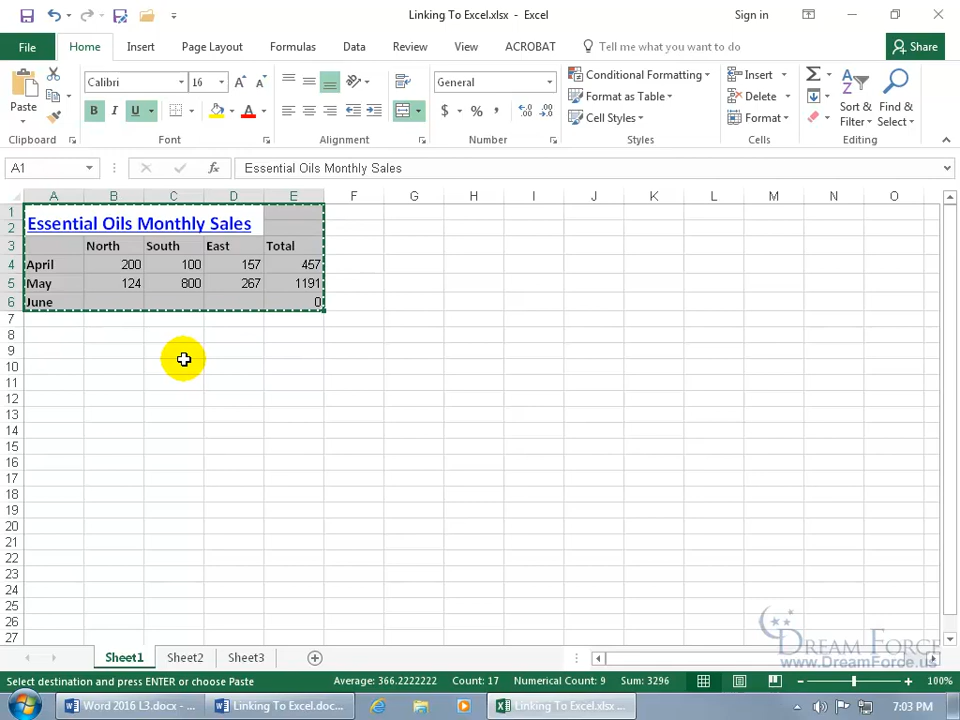 Linking To Excel.xlsx - Excel
Sign in
File Home Insert Page Layout Formulas Data Review View ACROBAT Tell me what you want to do Share
Calibri 16 General Conditional Formatting Insert
Paste Format as Table Delete Sort & Find &
B I U A $ % , Cell Styles Format Filter Select
Clipboard Font Alignment Number Styles Cells Editing
A1 fx Essential Oils Monthly Sales
A B C D E F G H I J K L M N O
1
2 Essential Oils Monthly Sales
3 North South East Total
4 April 200 100 157 457
5 May 124 800 267 1191
6 June 0
7
8
9
10
11
12
13
14
15
16
17
18
19
20
21
22
23
24
25
26
27
DREAM FORCE
www.DreamForce.us
Sheet1 Sheet2 Sheet3
Select destination and press ENTER or choose Paste Average: 366.2222222 Count: 17 Numerical Count: 9 Sum: 3296 100%
Word 2016 L3.docx - ... Linking To Excel.doc... Linking To Excel.xlsx ... 7:03 PM